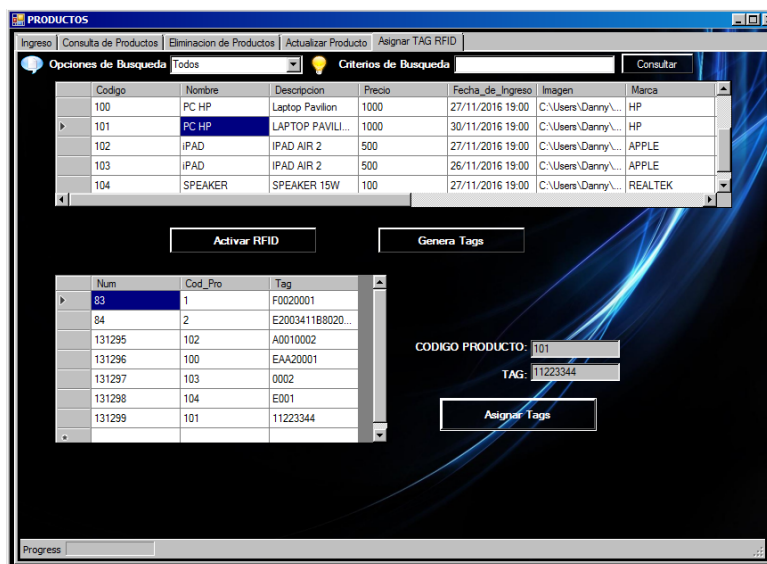 PRODUCTOS
Ingreso Consulta de Productos Eliminacion de Productos Actualizar Producto Asignar TAG RFID
Opciones de Busqueda Todos Criterios de Busqueda Consultar
Codigo Nombre Descripcion Precio Fecha_de_Ingreso Imagen Marca
100 PC HP Laptop Pavilion 1000 27/11/2016 19:00 C:\Users\Danny\... HP
101 PC HP LAPTOP PAVILI... 1000 30/11/2016 19:00 C:\Users\Danny\... HP
102 iPAD IPAD AIR 2 500 27/11/2016 19:00 C:\Users\Danny\... APPLE
103 iPAD IPAD AIR 2 500 26/11/2016 19:00 C:\Users\Danny\... APPLE
104 SPEAKER SPEAKER 15W 100 27/11/2016 19:00 C:\Users\Danny\... REALTEK
Activar RFID Genera Tags
Num Cod_Pro Tag
83 1 F0020001
84 2 E2003411B8020...
131295 102 A0010002
131296 100 EAA20001
131297 103 0002
131298 104 E001
131299 101 11223344
CODIGO PRODUCTO: 101
TAG: 11223344
Asignar Tags
Progress